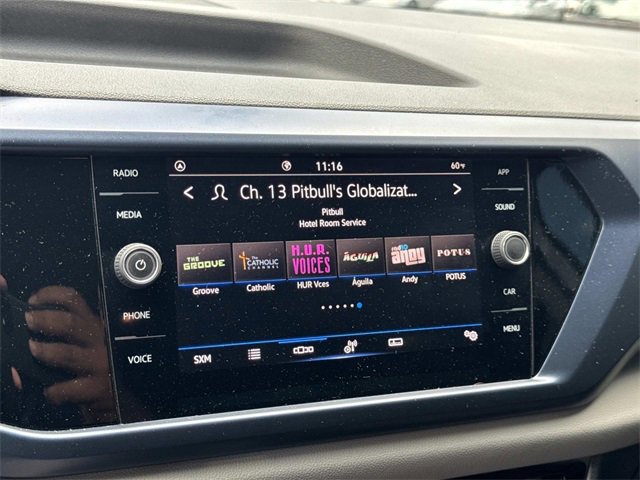 RADIO
MEDIA
PHONE
VOICE
11:16
60°F
< Ch. 13 Pitbull's Globalizat... >
Pitbull
Hotel Room Service
THE GROOVE
The CATHOLIC CHANNEL
H.U.R. VOICES
ÁGUILA
ANDY
POTUS
Groove
Catholic
HUR Vces
Águila
Andy
POTUS
SXM
APP
SOUND
CAR
MENU